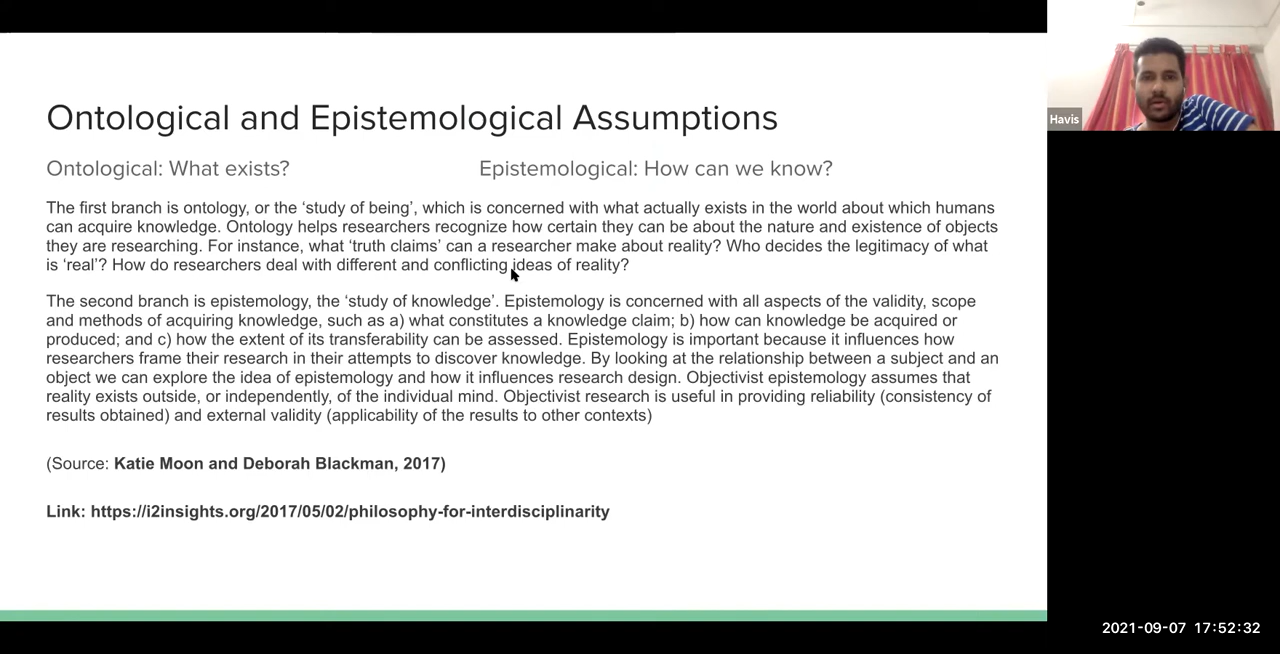 Ontological and Epistemological Assumptions
Ontological: What exists?
Epistemological: How can we know?
The first branch is ontology, or the ‘study of being’, which is concerned with what actually exists in the world about which humans
can acquire knowledge. Ontology helps researchers recognize how certain they can be about the nature and existence of objects
they are researching. For instance, what ‘truth claims’ can a researcher make about reality? Who decides the legitimacy of what
is ‘real’? How do researchers deal with different and conflicting ideas of reality?
The second branch is epistemology, the ‘study of knowledge’. Epistemology is concerned with all aspects of the validity, scope
and methods of acquiring knowledge, such as a) what constitutes a knowledge claim; b) how can knowledge be acquired or
produced; and c) how the extent of its transferability can be assessed. Epistemology is important because it influences how
researchers frame their research in their attempts to discover knowledge. By looking at the relationship between a subject and an
object we can explore the idea of epistemology and how it influences research design. Objectivist epistemology assumes that
reality exists outside, or independently, of the individual mind. Objectivist research is useful in providing reliability (consistency of
results obtained) and external validity (applicability of the results to other contexts)
(Source: Katie Moon and Deborah Blackman, 2017)
Link: https://i2insights.org/2017/05/02/philosophy-for-interdisciplinarity
Havis
2021-09-07 17:52:32